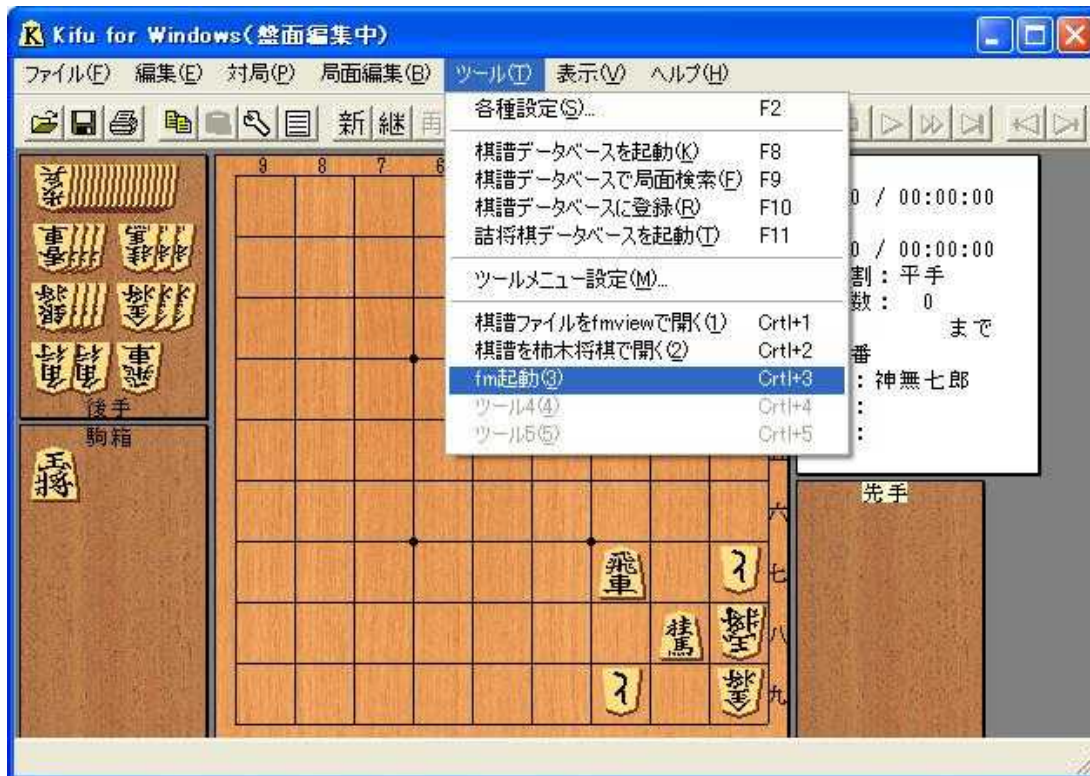 Kifu for Windows(盤面編集中)
ファイル(F) 編集(E) 対局(P) 局面編集(B) ツール(T) 表示(V) ヘルプ(H)
新 継 再
各種設定(S)... F2
棋譜データベースを起動(K) F8
棋譜データベースで局面検索(F) F9
棋譜データベースに登録(R) F10
詰将棋データベースを起動(T) F11
ツールメニュー設定(M)...
棋譜ファイルをfmviewで開く(1) Crtl+1
棋譜を柿木将棋で開く(2) Crtl+2
fm起動(3) Crtl+3
ツール4(4) Crtl+4
ツール5(5) Crtl+5
9 8 7 6
0 / 00:00:00
0 / 00:00:00
割：平手
数： 0
まで
番
：神無七郎
：
：
後手
駒箱
玉将
先手
六
飛車
と
七
桂馬
八
と
九